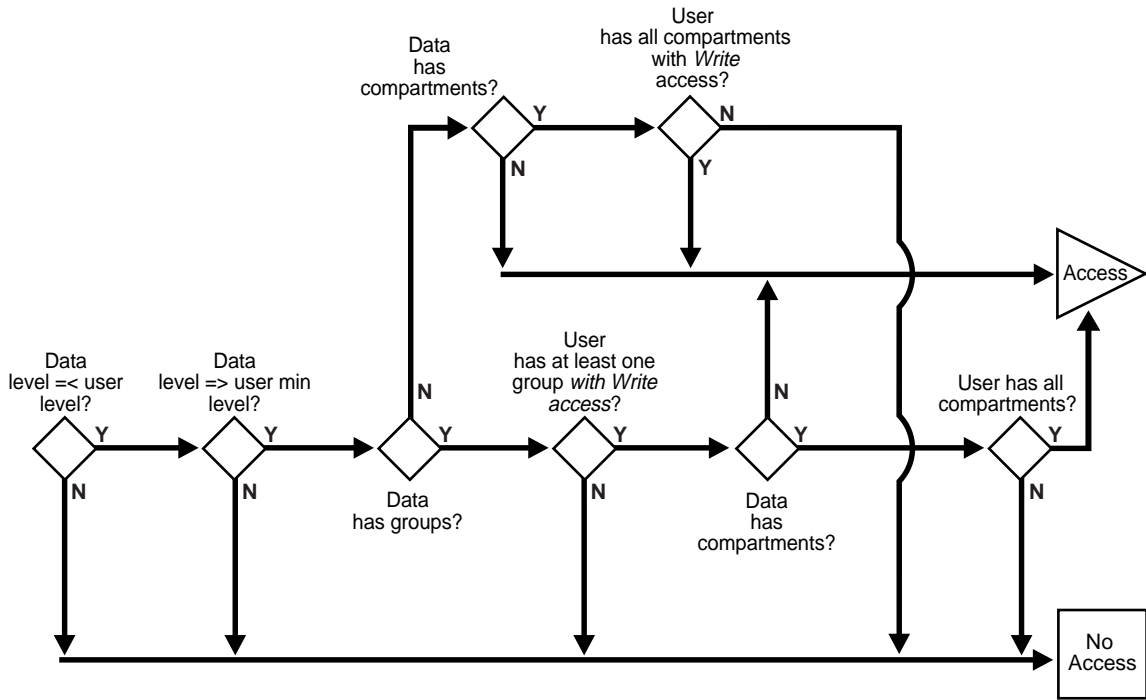 User
has all compartments
with Write
access?
Data
has
compartments?
Y
N
N
Y
Access
Data
level =< user
level?
Data
level => user min
level?
User
has at least one
group with Write
access?
User has all
compartments?
N
N
Y
Y
Y
Y
Y
Y
N
N
N
N
Data
has groups?
Data
has
compartments?
No
Access